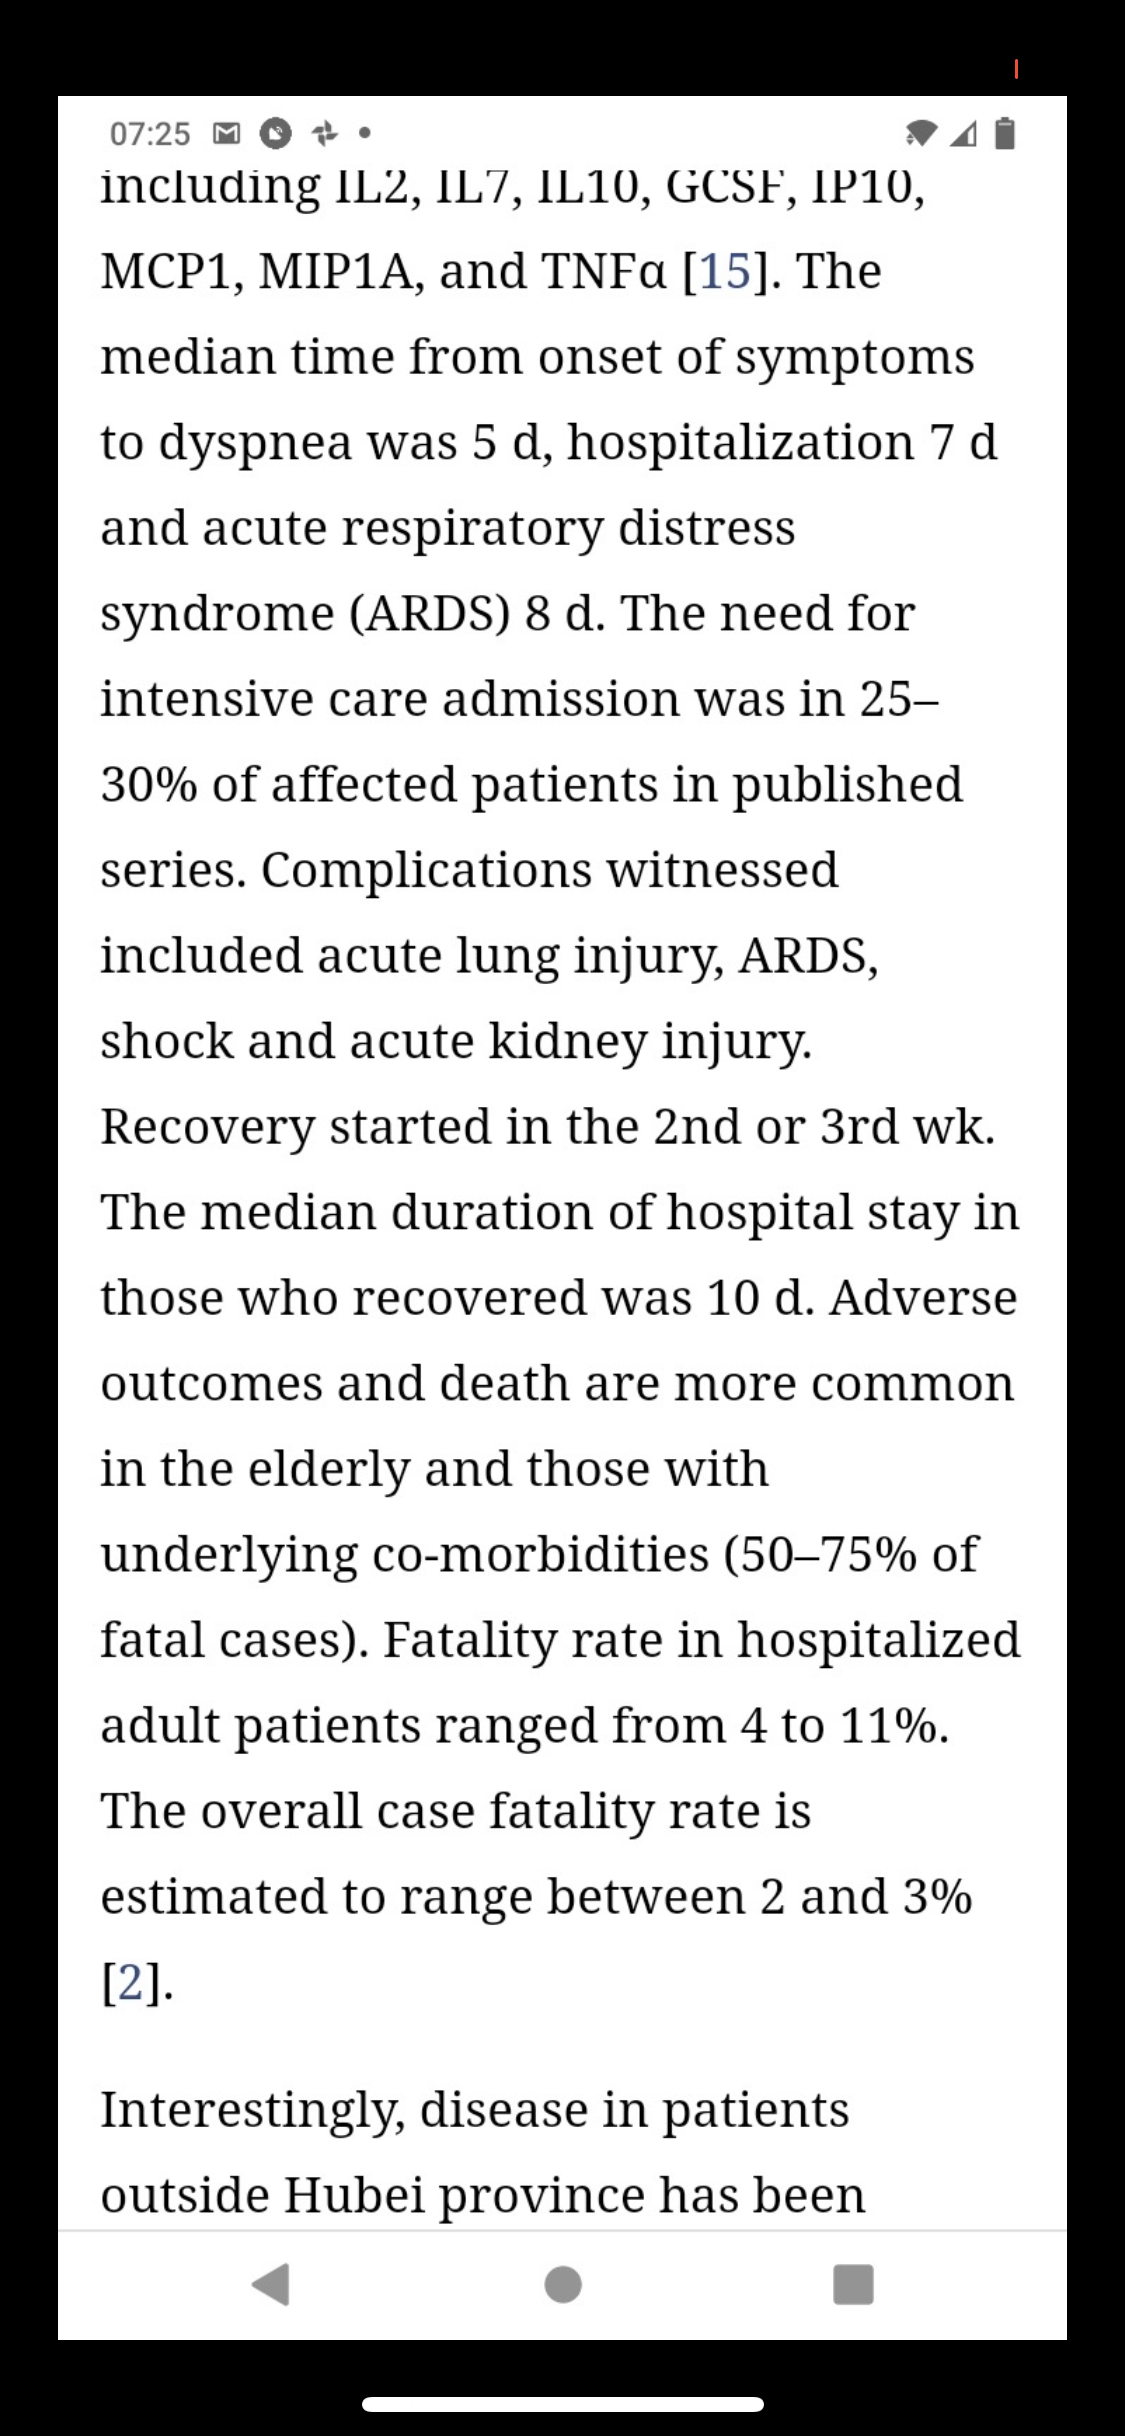 07:25
including IL2, IL7, IL10, GCSF, IP10,
MCP1, MIP1A, and TNFα [15]. The
median time from onset of symptoms
to dyspnea was 5 d, hospitalization 7 d
and acute respiratory distress
syndrome (ARDS) 8 d. The need for
intensive care admission was in 25–
30% of affected patients in published
series. Complications witnessed
included acute lung injury, ARDS,
shock and acute kidney injury.
Recovery started in the 2nd or 3rd wk.
The median duration of hospital stay in
those who recovered was 10 d. Adverse
outcomes and death are more common
in the elderly and those with
underlying co-morbidities (50–75% of
fatal cases). Fatality rate in hospitalized
adult patients ranged from 4 to 11%.
The overall case fatality rate is
estimated to range between 2 and 3%
[2].
Interestingly, disease in patients
outside Hubei province has been